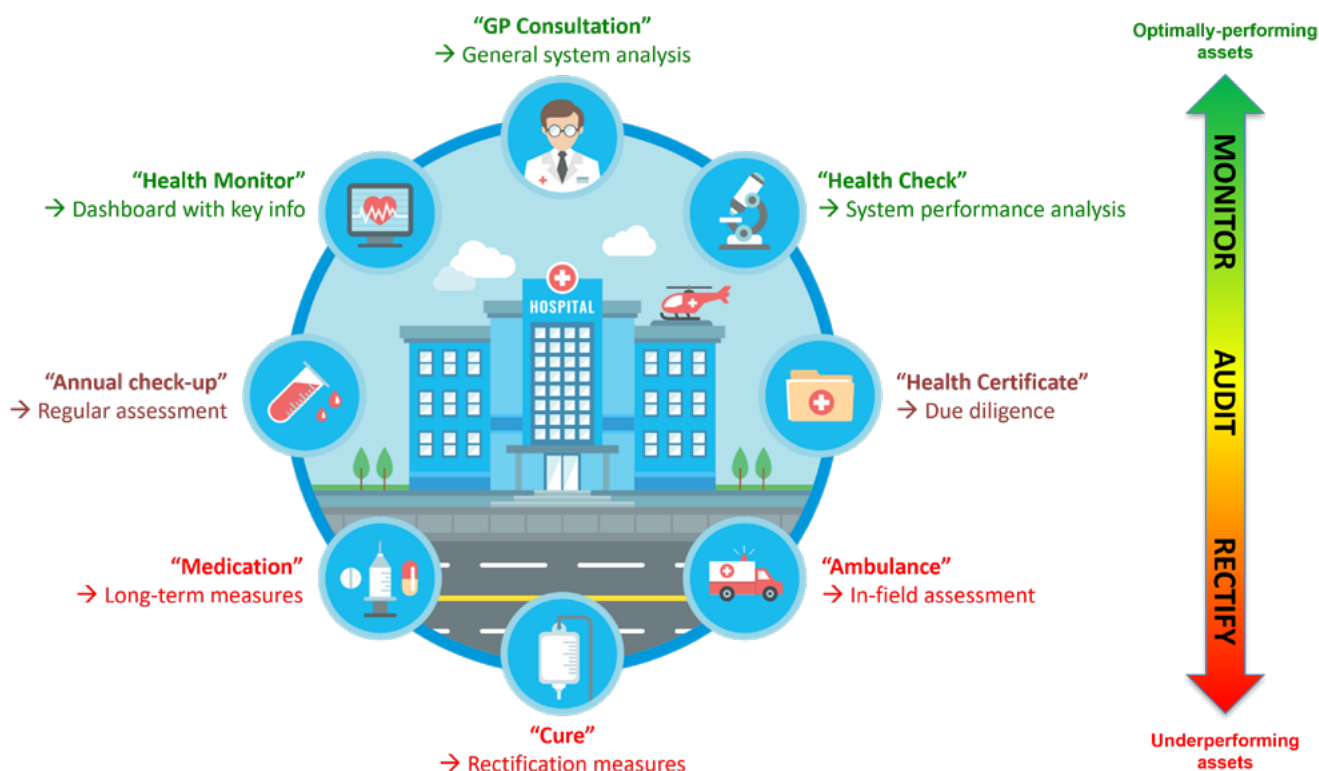 “GP Consultation”
→ General system analysis
Optimally-performing
assets
“Health Monitor”
→ Dashboard with key info
“Health Check”
→ System performance analysis
MONITOR
HOSPITAL
“Annual check-up”
→ Regular assessment
“Health Certificate”
→ Due diligence
AUDIT
“Medication”
→ Long-term measures
“Ambulance”
→ In-field assessment
RECTIFY
“Cure”
→ Rectification measures
Underperforming
assets